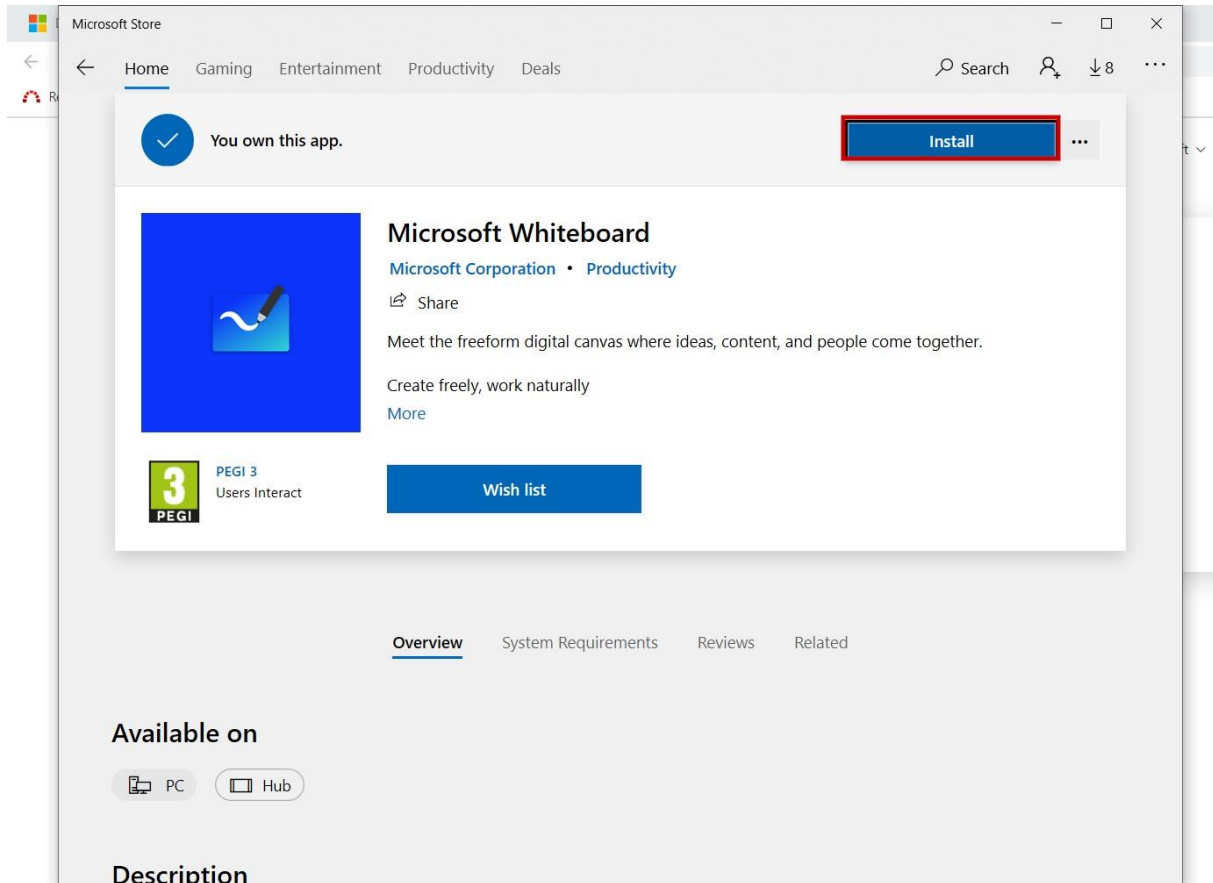 Microsoft Store
Home Gaming Entertainment Productivity Deals Search 8
You own this app.
Install
Microsoft Whiteboard
Microsoft Corporation • Productivity
Share
Meet the freeform digital canvas where ideas, content, and people come together.
Create freely, work naturally
More
3
PEGI
PEGI 3
Users Interact
Wish list
Overview System Requirements Reviews Related
Available on
PC Hub
Description